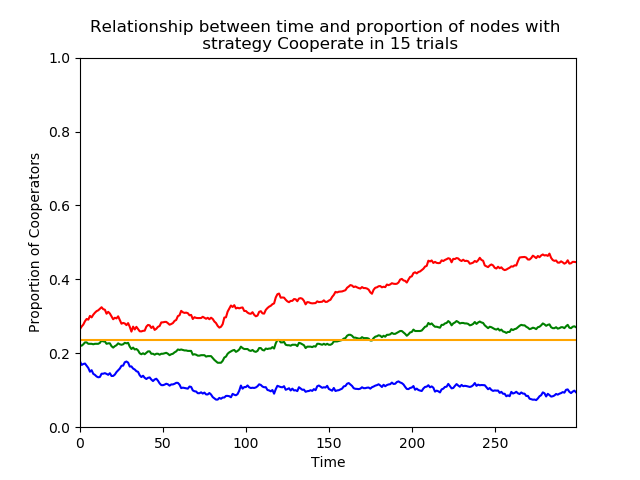 Relationship between time and proportion of nodes with
strategy Cooperate in 15 trials
1.0
0.8
0.6
0.4
0.2
0.0
Proportion of Cooperators
0 50 100 150 200 250
Time